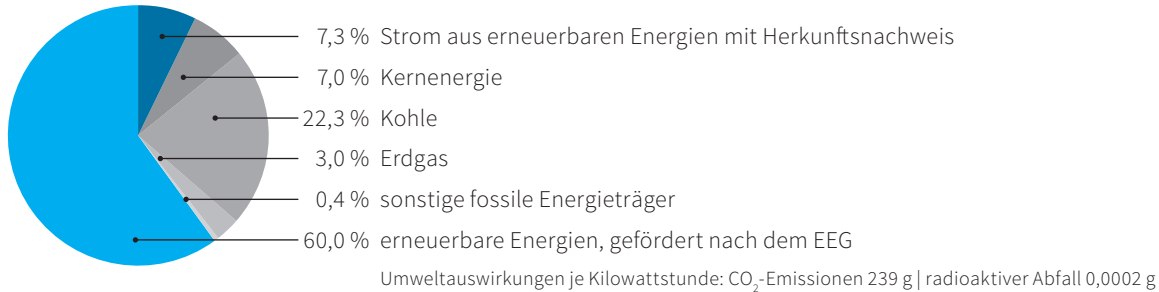 7,3 % Strom aus erneuerbaren Energien mit Herkunftsnachweis
7,0 % Kernenergie
22,3 % Kohle
3,0 % Erdgas
0,4 % sonstige fossile Energieträger
60,0 % erneuerbare Energien, gefördert nach dem EEG
Umweltauswirkungen je Kilowattstunde: CO₂-Emissionen 239 g | radioaktiver Abfall 0,0002 g